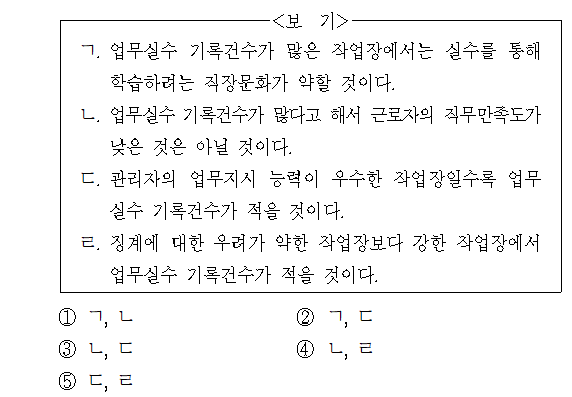 <보 기>
ㄱ. 업무실수 기록건수가 많은 작업장에서는 실수를 통해
학습하려는 직장문화가 약할 것이다.
ㄴ. 업무실수 기록건수가 많다고 해서 근로자의 직무만족도가
낮은 것은 아닐 것이다.
ㄷ. 관리자의 업무지시 능력이 우수한 작업장일수록 업무
실수 기록건수가 적을 것이다.
ㄹ. 징계에 대한 우려가 약한 작업장보다 강한 작업장에서
업무실수 기록건수가 적을 것이다.
① ㄱ, ㄴ ② ㄱ, ㄷ
③ ㄴ, ㄷ ④ ㄴ, ㄹ
⑤ ㄷ, ㄹ